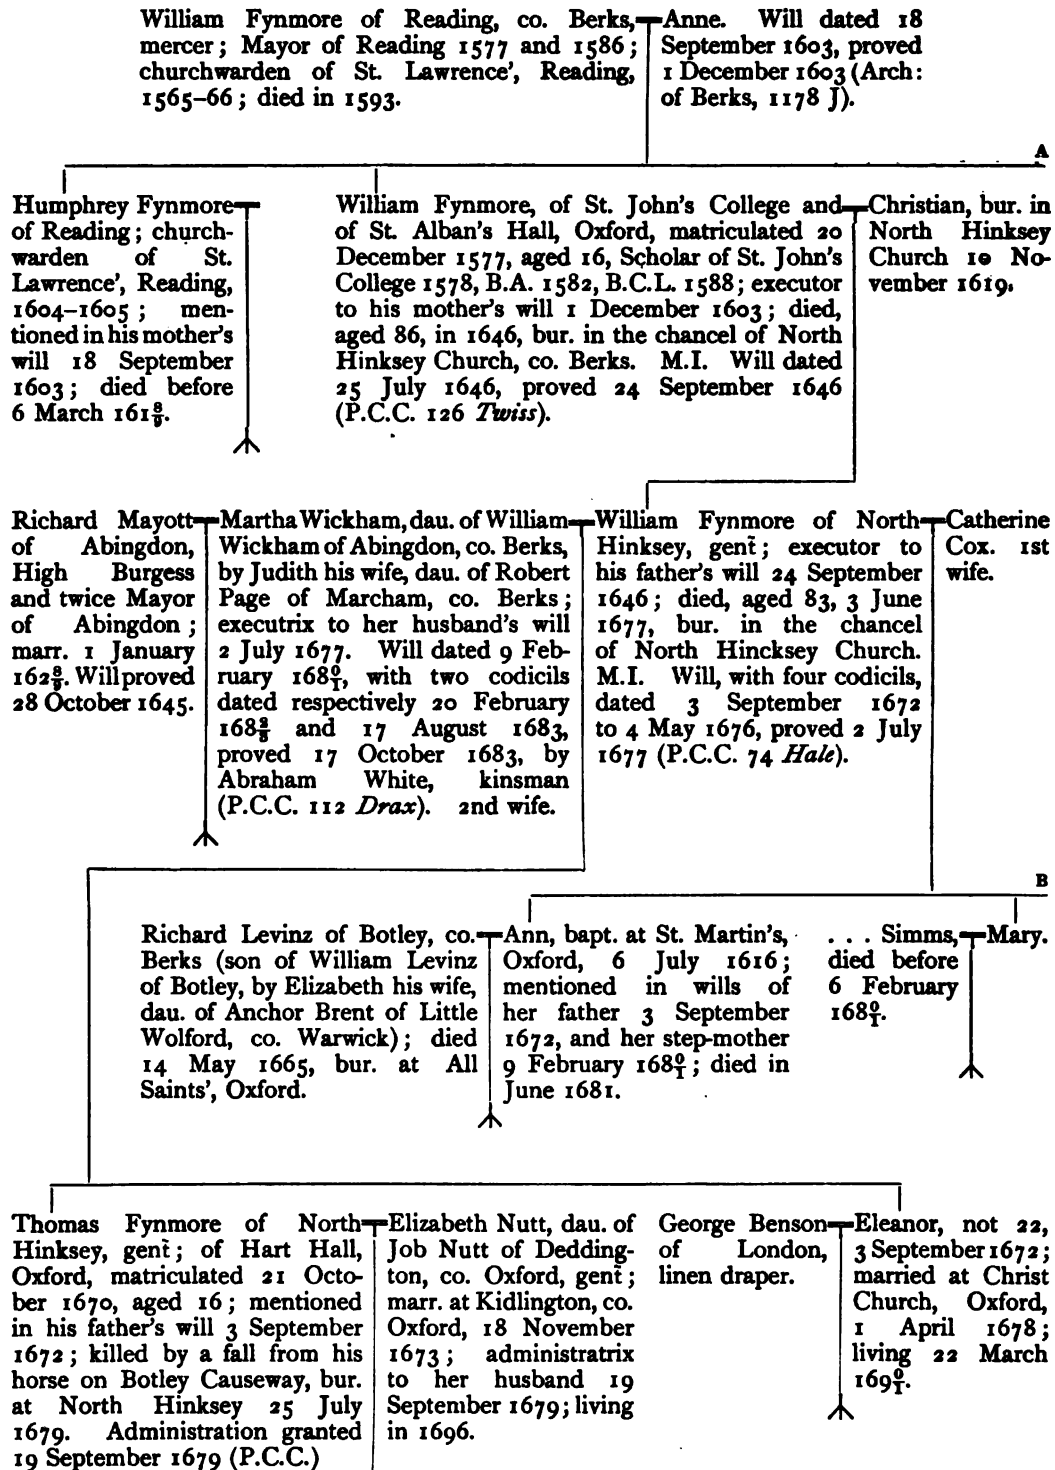 William Fynmore of Reading, co. Berks,
mercer; Mayor of Reading 1577 and 1586;
churchwarden of St. Lawrence', Reading,
1565–66; died in 1593.
Anne. Will dated 18
September 1603, proved
1 December 1603 (Arch:
of Berks, 1178 J).
A
Humphrey Fynmore
of Reading; church-
warden of St.
Lawrence', Reading,
1604–1605; men-
tioned in his mother's
will 18 September
1603; died before
6 March 161 8/9.
William Fynmore, of St. John's College and
of St. Alban's Hall, Oxford, matriculated 20
December 1577, aged 16, Scholar of St. John's
College 1578, B.A. 1582, B.C.L. 1588; executor
to his mother's will 1 December 1603; died,
aged 86, in 1646, bur. in the chancel of North
Hinksey Church, co. Berks. M.I. Will dated
25 July 1646, proved 24 September 1646
(P.C.C. 126 Twiss).
Christian, bur. in
North Hinksey
Church 10 No-
vember 1619.
Richard Mayott
of Abingdon,
High Burgess
and twice Mayor
of Abingdon;
marr. 1 January
162 8/9. Will proved
28 October 1645.
Martha Wickham, dau. of William
Wickham of Abingdon, co. Berks,
by Judith his wife, dau. of Robert
Page of Marcham, co. Berks;
executrix to her husband's will
2 July 1677. Will dated 9 Feb-
ruary 168 0/1, with two codicils
dated respectively 20 February
168 2/3 and 17 August 1683,
proved 17 October 1683, by
Abraham White, kinsman
(P.C.C. 112 Drax). 2nd wife.
William Fynmore of North
Hinksey, gent; executor to
his father's will 24 September
1646; died, aged 83, 3 June
1677, bur. in the chancel
of North Hincksey Church.
M.I. Will, with four codicils,
dated 3 September 1672
to 4 May 1676, proved 2 July
1677 (P.C.C. 74 Hale).
Catherine
Cox. 1st
wife.
B
Richard Levinz of Botley, co.
Berks (son of William Levinz
of Botley, by Elizabeth his wife,
dau. of Anchor Brent of Little
Wolford, co. Warwick); died
14 May 1665, bur. at All
Saints', Oxford.
Ann, bapt. at St. Martin's,
Oxford, 6 July 1616;
mentioned in wills of
her father 3 September
1672, and her step-mother
9 February 168 0/1; died in
June 1681.
. . . Simms,
died before
6 February
168 0/1.
Mary.
Thomas Fynmore of North
Hinksey, gent; of Hart Hall,
Oxford, matriculated 21 Octo-
ber 1670, aged 16; mentioned
in his father's will 3 September
1672; killed by a fall from his
horse on Botley Causeway, bur.
at North Hinksey 25 July
1679. Administration granted
19 September 1679 (P.C.C.)
Elizabeth Nutt, dau. of
Job Nutt of Dedding-
ton, co. Oxford, gent;
marr. at Kidlington, co.
Oxford, 18 November
1673; administratrix
to her husband 19
September 1679; living
in 1696.
George Benson
of London,
linen draper.
Eleanor, not 22,
3 September 1672;
married at Christ
Church, Oxford,
1 April 1678;
living 22 March
169 0/1.